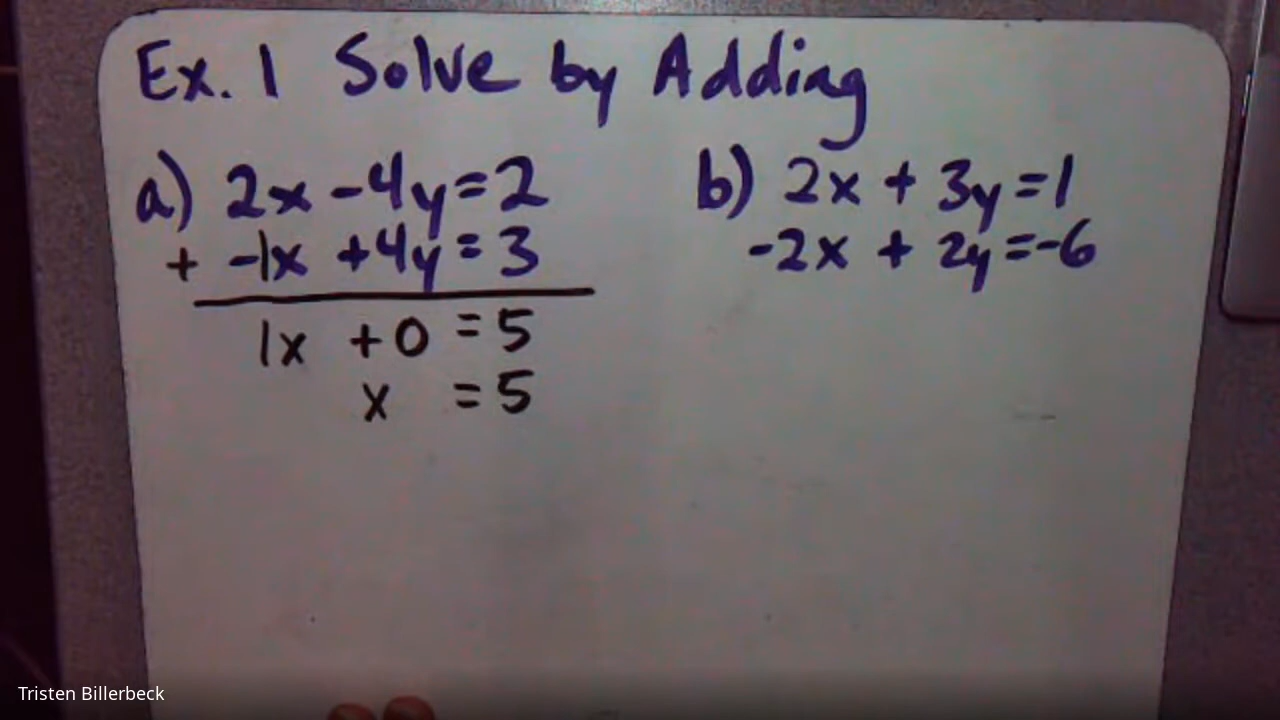 Ex. 1 Solve by Adding
a) 2x - 4y = 2
+ -1x + 4y = 3
1x + 0 = 5
x = 5
b) 2x + 3y = 1
-2x + 2y = -6
Tristen Billerbeck